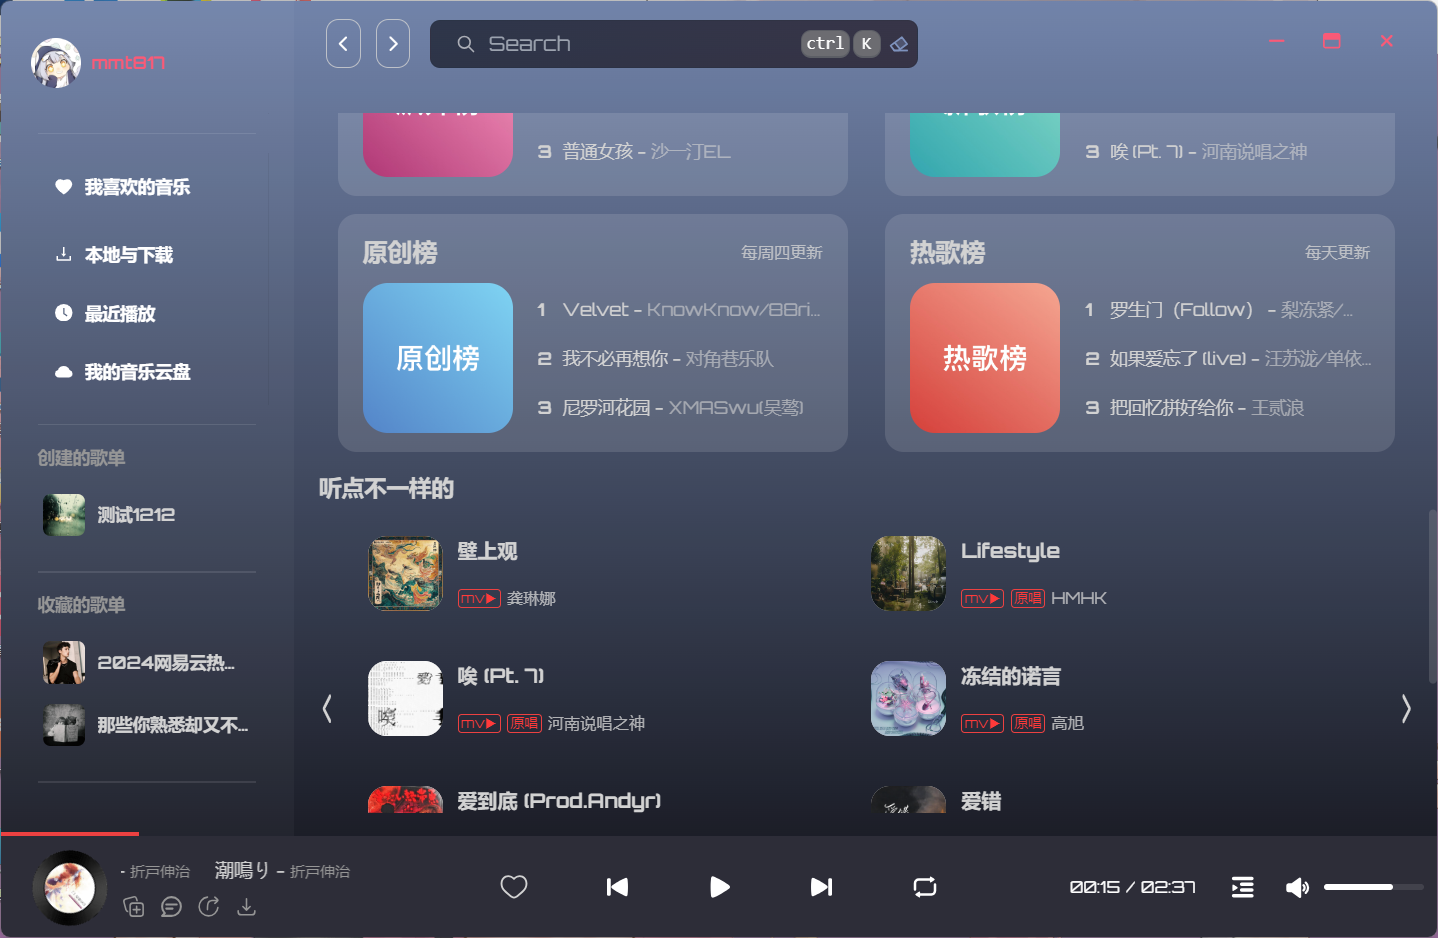 mmt817
Search
ctrl K
我喜欢的音乐
本地与下载
最近播放
我的音乐云盘
创建的歌单
测试1212
收藏的歌单
2024网易云热...
那些你熟悉却又不...
3 普通女孩 - 沙一汀EL
3 唉 (Pt. 7) - 河南说唱之神
原创榜
每周四更新
原创榜
1 Velvet - KnowKnow/88ri...
2 我不必再想你 - 对角巷乐队
3 尼罗河花园 - XMASwu(吴骜)
热歌榜
每天更新
热歌榜
1 罗生门（Follow） - 梨冻紧/...
2 如果爱忘了 (live) - 汪苏泷/单依...
3 把回忆拼好给你 - 王贰浪
听点不一样的
壁上观
MV 龚琳娜
Lifestyle
MV 原唱 HMHK
唉 (Pt. 7)
MV 原唱 河南说唱之神
冻结的诺言
MV 原唱 高旭
爱到底 (Prod.Andyr)
爱错
- 折戸伸治 潮鳴り - 折戸伸治
00:15 / 02:37